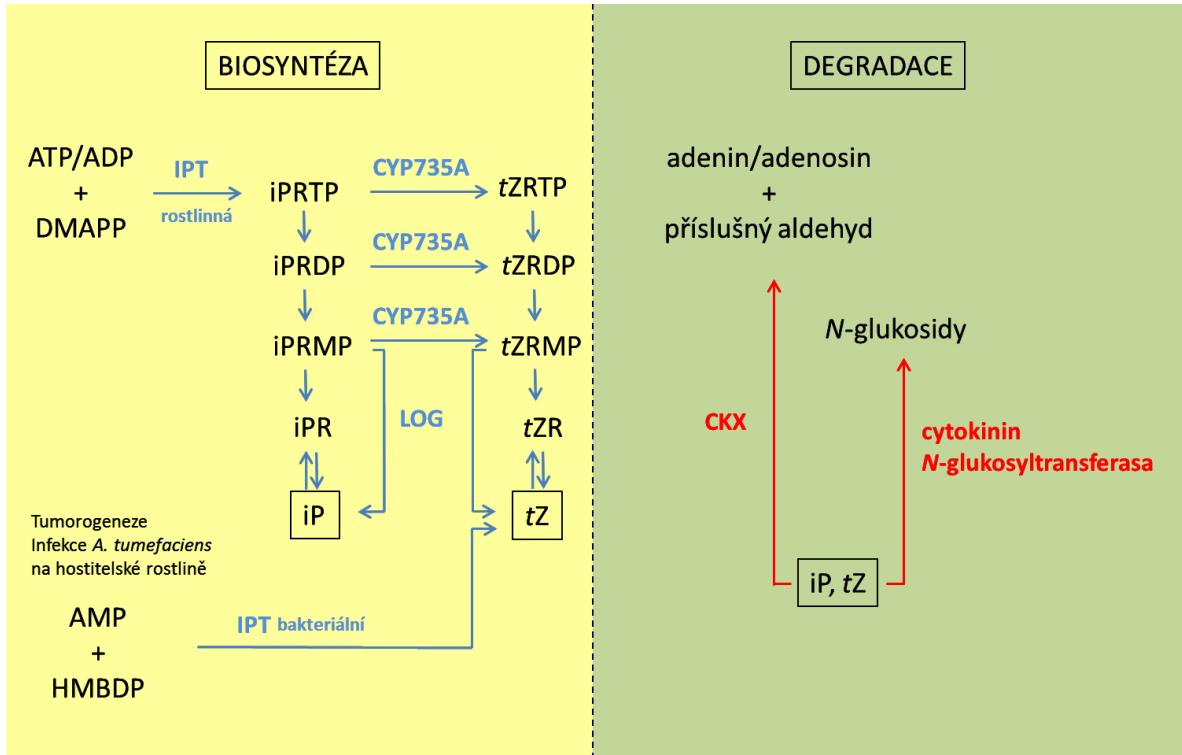 BIOSYNTÉZA
ATP/ADP
+
DMAPP
IPT
rostlinná
iPRTP
CYP735A
tZRTP
iPRDP
CYP735A
tZRDP
iPRMP
CYP735A
tZRMP
iPR
LOG
tZR
iP
tZ
Tumorogeneze
Infekce A. tumefaciens
na hostitelské rostlině
AMP
+
HMBDP
IPT bakteriální
DEGRADACE
adenin/adenosin
+
příslušný aldehyd
N-glukosidy
CKX
cytokinin
N-glukosyltransferasa
iP, tZ